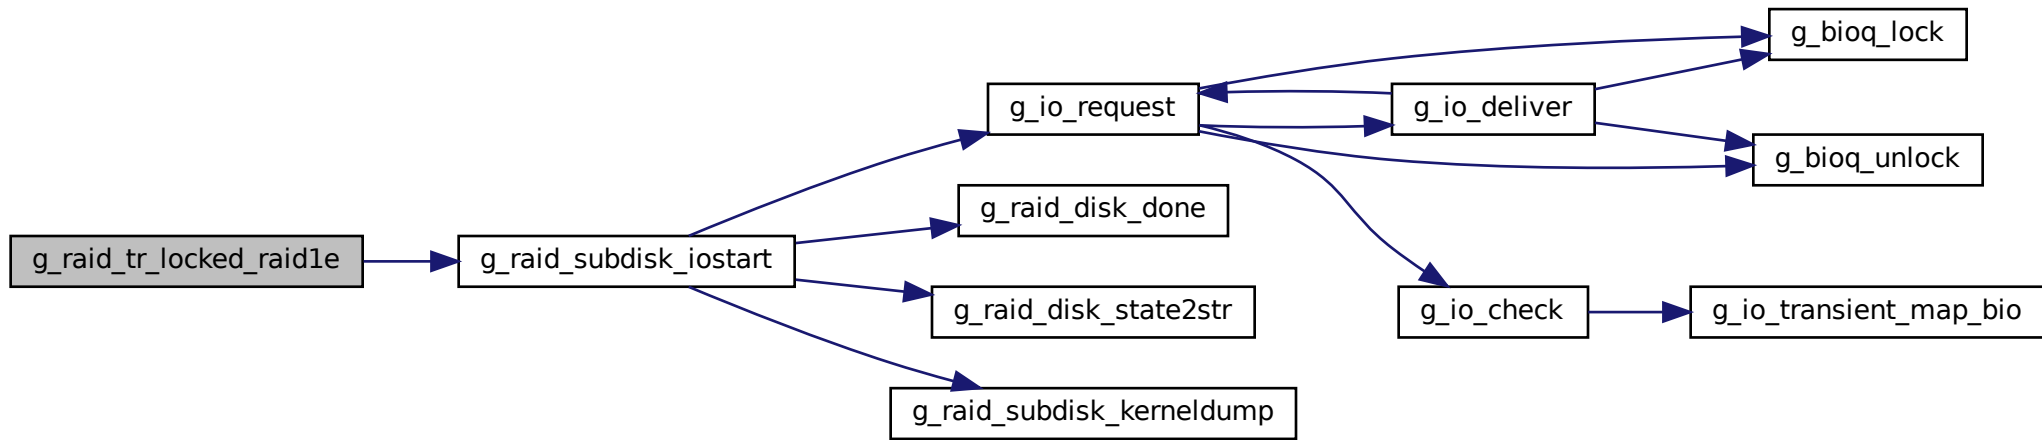 g_bioq_lock
g_io_request
g_io_deliver
g_bioq_unlock
g_raid_disk_done
g_raid_tr_locked_raid1e
g_raid_subdisk_iostart
g_raid_disk_state2str
g_io_check
g_io_transient_map_bio
g_raid_subdisk_kerneldump